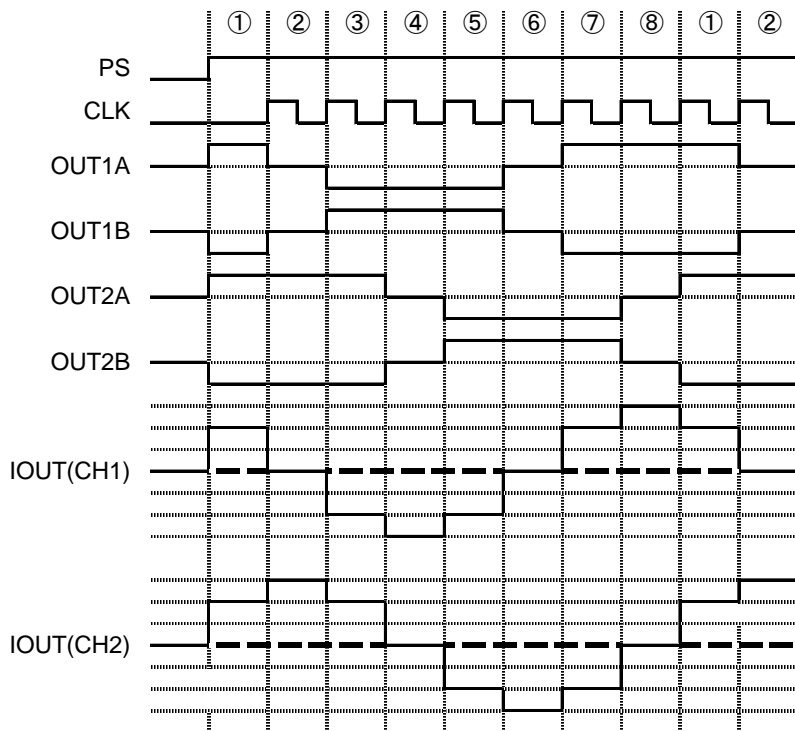 ① ② ③ ④ ⑤ ⑥ ⑦ ⑧ ① ②
PS
CLK
OUT1A
OUT1B
OUT2A
OUT2B
IOUT(CH1)
IOUT(CH2)